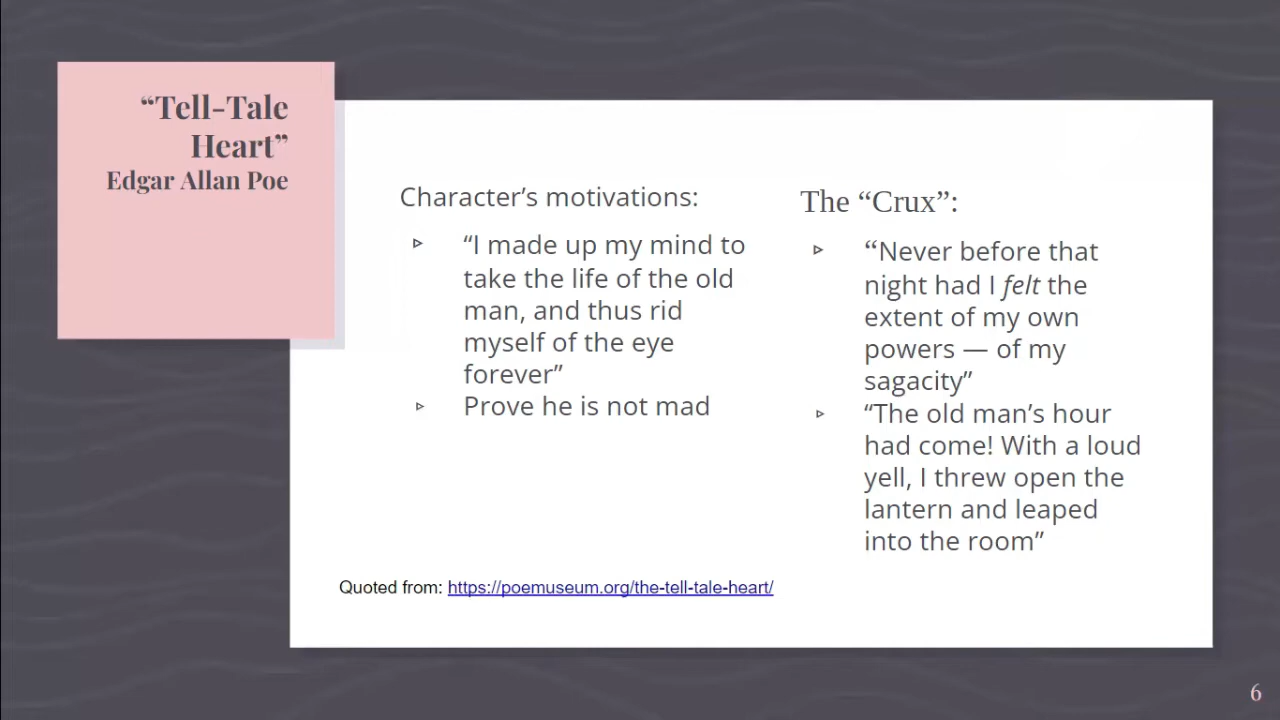 “Tell-Tale
Heart”
Edgar Allan Poe
Character’s motivations:
▹ “I made up my mind to
take the life of the old
man, and thus rid
myself of the eye
forever”
▹ Prove he is not mad
The “Crux”:
▹ “Never before that
night had I felt the
extent of my own
powers — of my
sagacity”
▹ “The old man’s hour
had come! With a loud
yell, I threw open the
lantern and leaped
into the room”
Quoted from: https://poemuseum.org/the-tell-tale-heart/
6